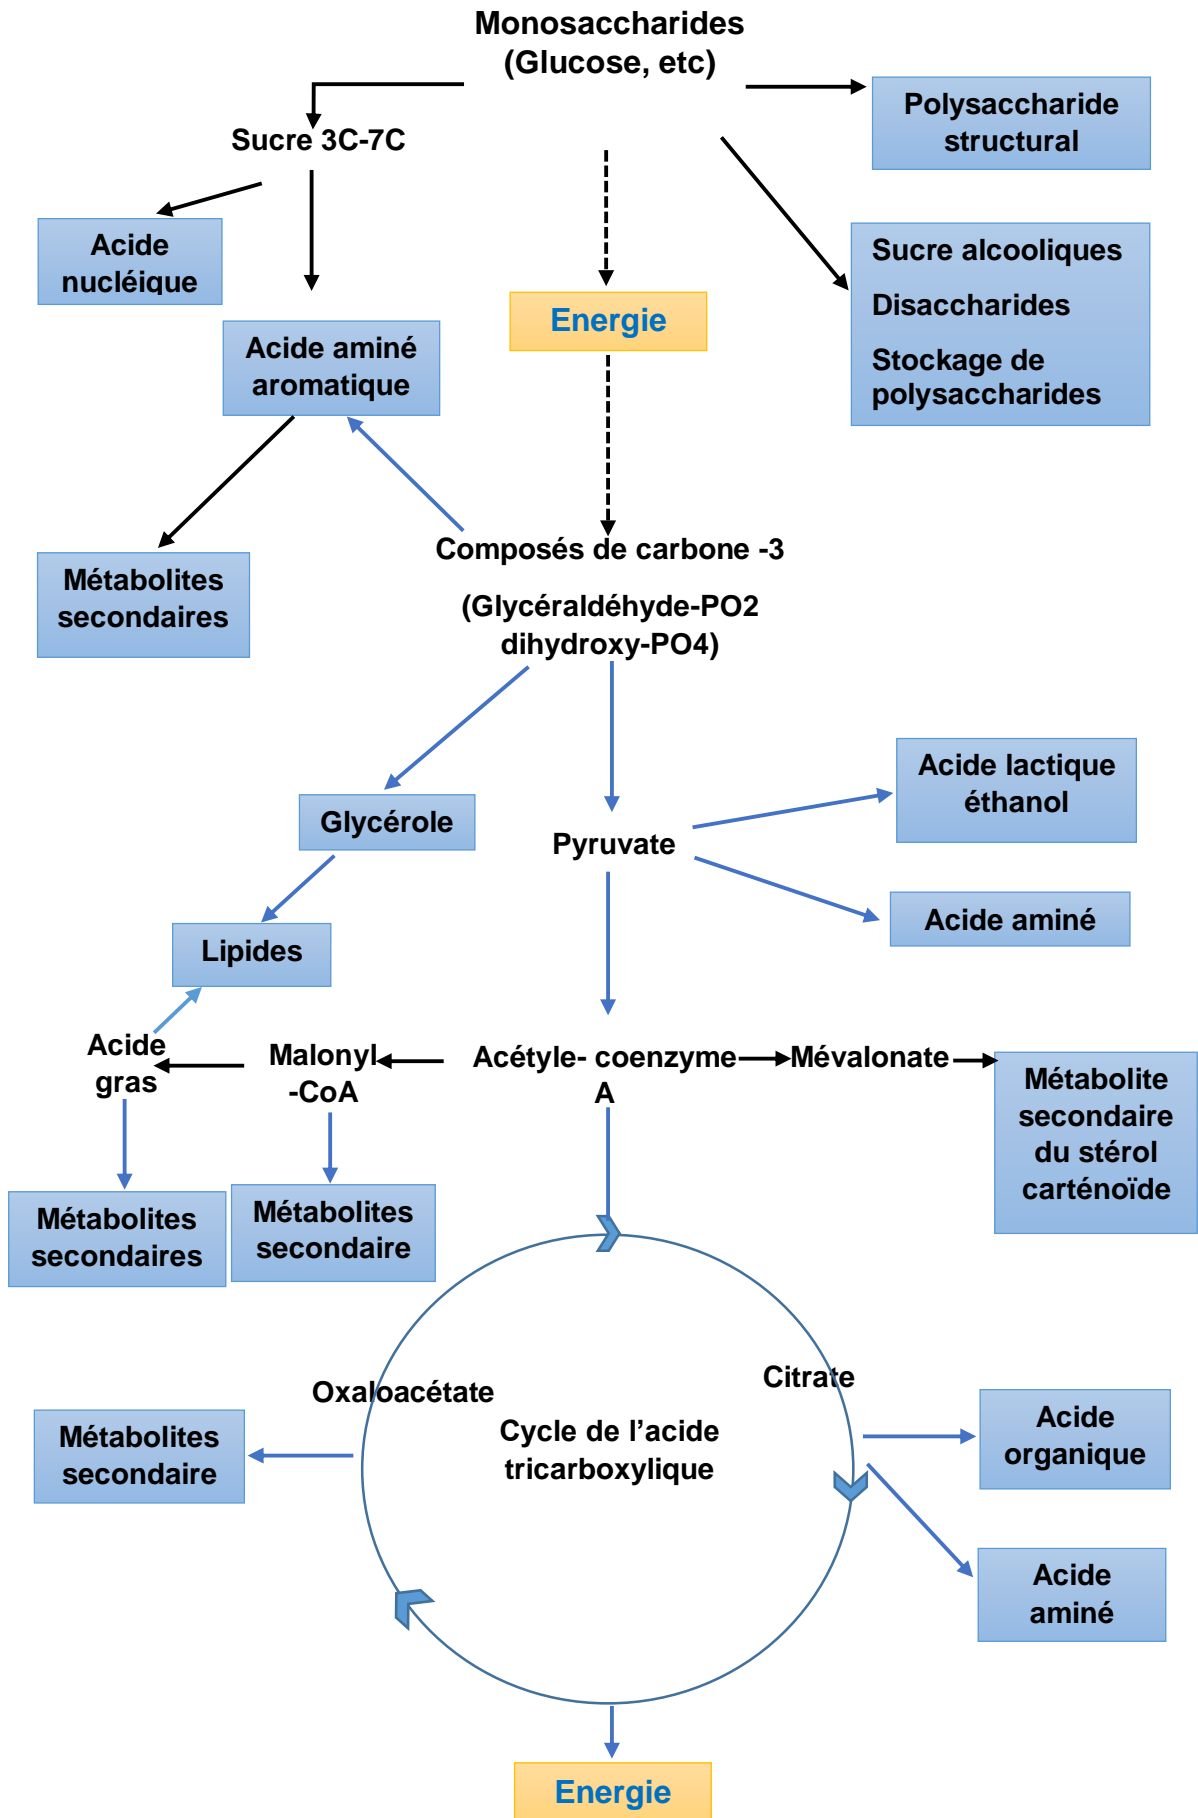 Monosaccharides
(Glucose, etc)
Polysaccharide
structural
Sucre 3C-7C
Acide
nucléique
Sucre alcooliques
Disaccharides
Stockage de
polysaccharides
Energie
Acide aminé
aromatique
Composés de carbone -3
(Glycéraldéhyde-PO2
dihydroxy-PO4)
Métabolites
secondaires
Acide lactique
éthanol
Glycérole
Pyruvate
Acide aminé
Lipides
Acide
gras
Malonyl
-CoA
Acétyle- coenzyme
A
Mévalonate
Métabolite
secondaire
du stérol
carténoïde
Métabolites
secondaires
Métabolites
secondaire
Oxaloacétate
Citrate
Cycle de l’acide
tricarboxylique
Métabolites
secondaire
Acide
organique
Acide
aminé
Energie